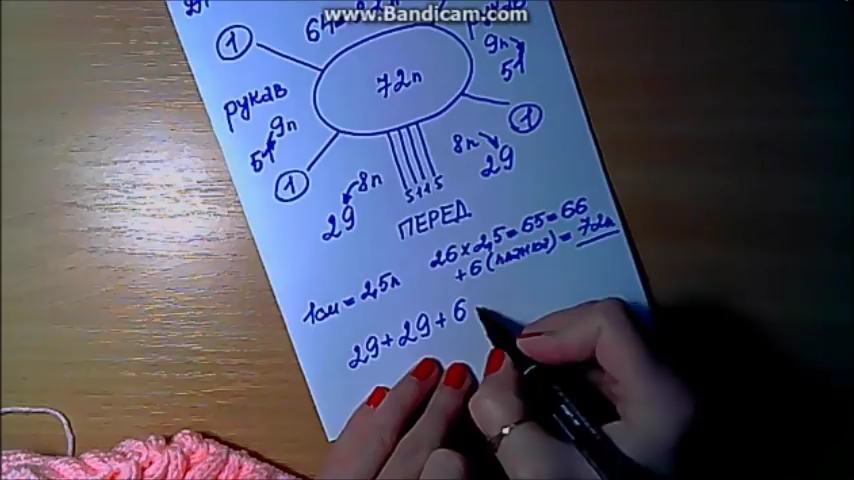 www.Bandicam.com
1
72п
9п
51
рукав
9п
51
1
1
8п
29
8п
29
5 1 1 5
ПЕРЕД
26 x 2,5 = 65 = 66
+ 6 (планка) = 72п
1см = 2,5п
29 + 29 + 6